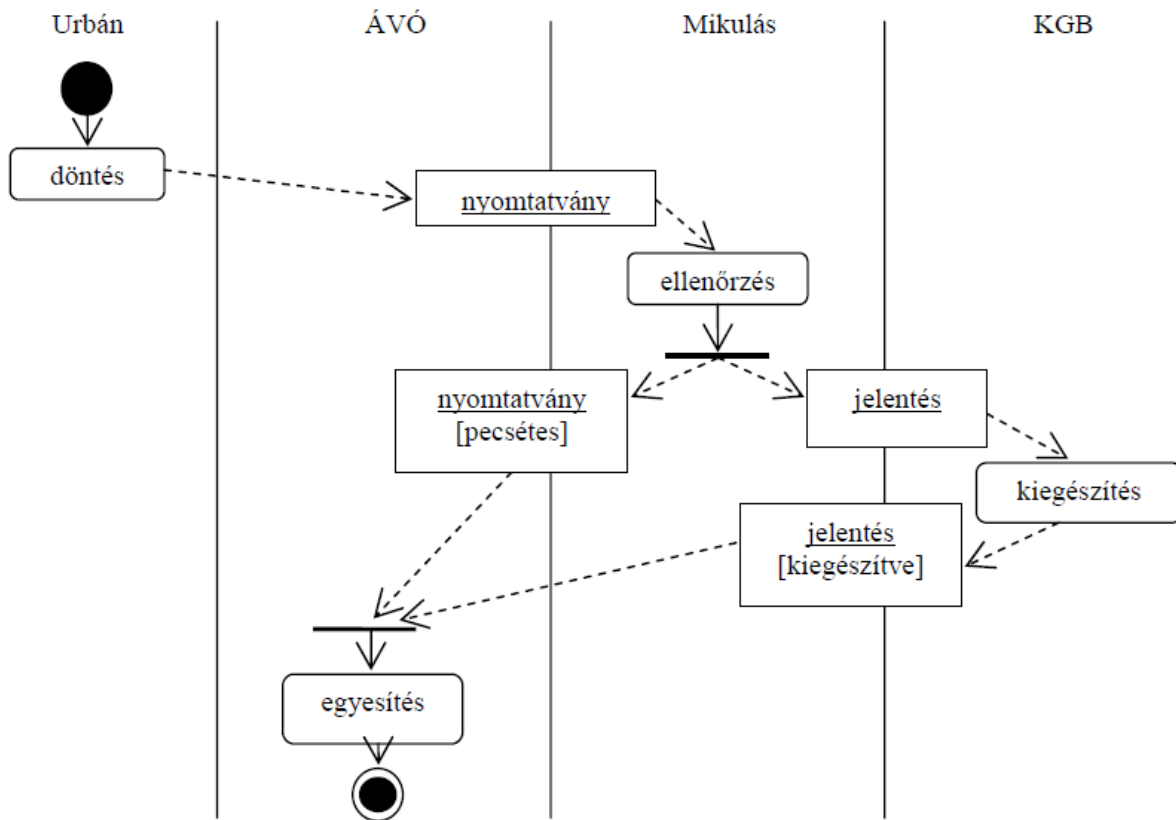 Urbán
ÁVÓ
Mikulás
KGB
döntés
nyomtatvány
ellenőrzés
nyomtatvány
[pecsétes]
jelentés
kiegészítés
jelentés
[kiegészítve]
egyesítés